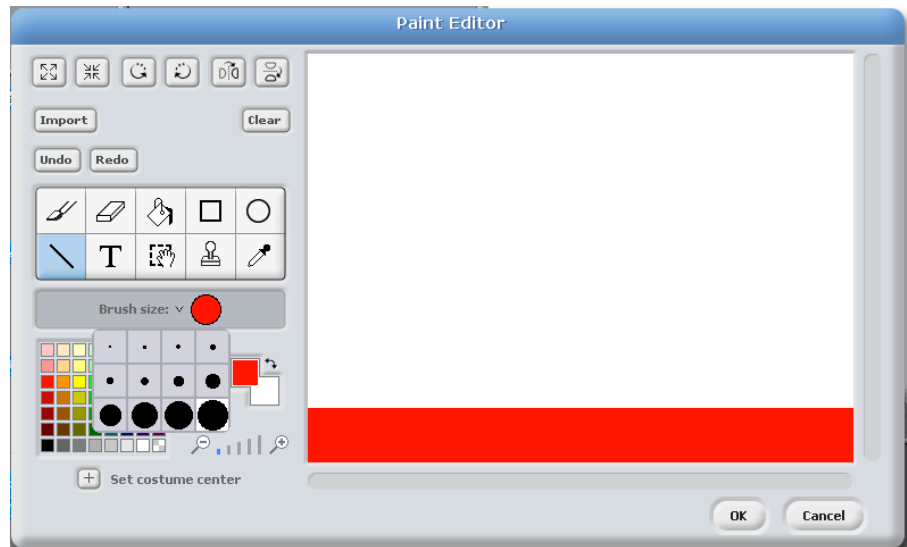 Paint Editor
Import
Clear
Undo
Redo
T
Brush size:
Set costume center
OK
Cancel